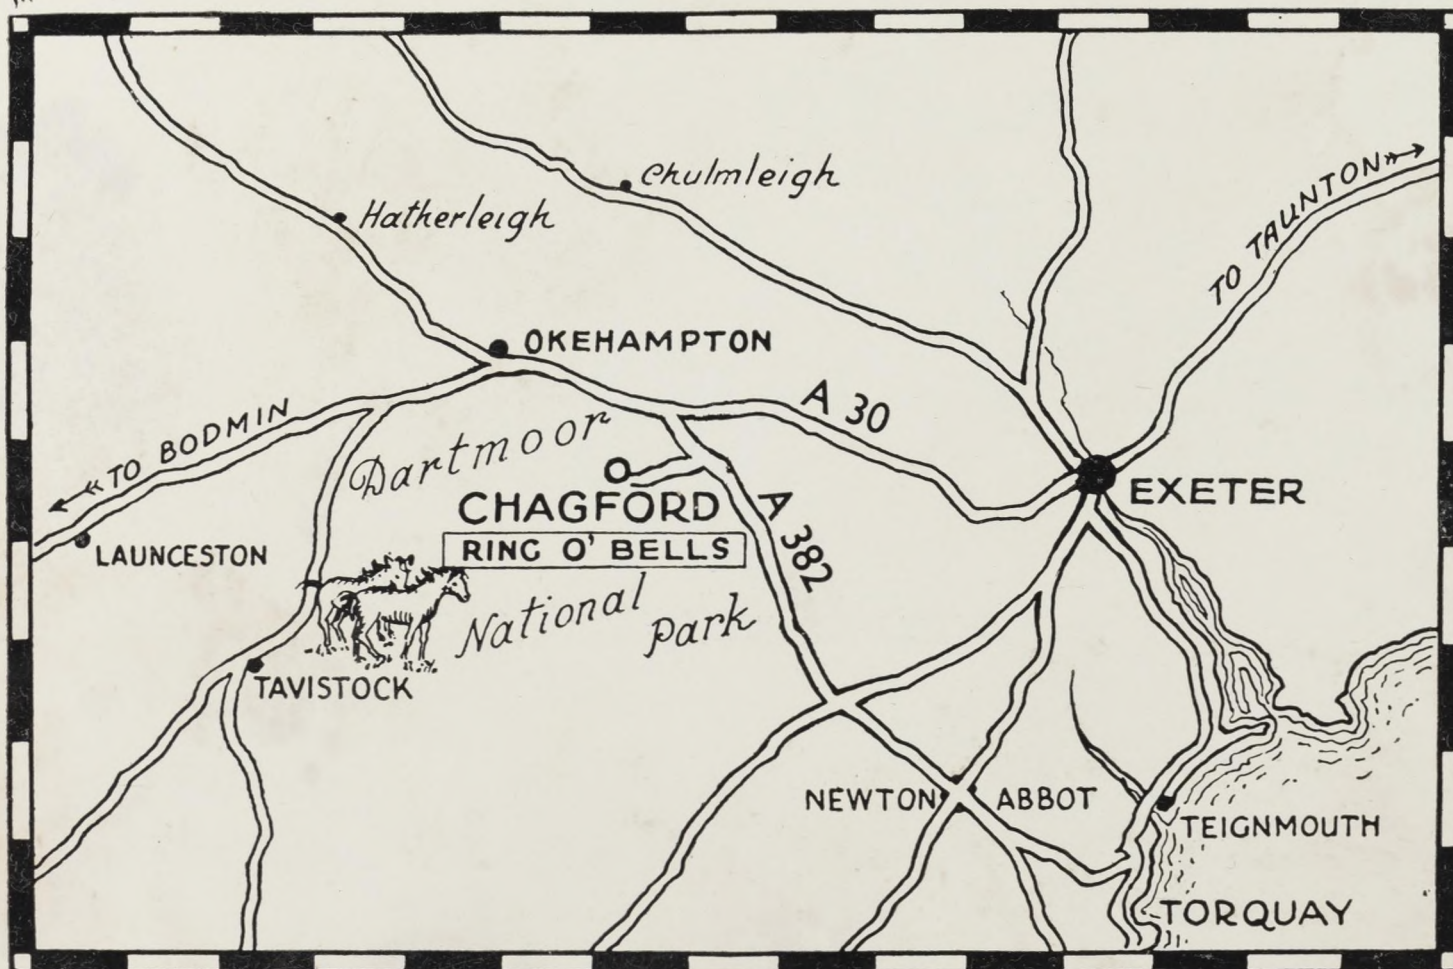 Chulmleigh
Hatherleigh
TO TAUNTON
OKEHAMPTON
A 30
TO BODMIN
Dartmoor
CHAGFORD
EXETER
RING O' BELLS
A 382
LAUNCESTON
National
Park
TAVISTOCK
NEWTON ABBOT
TEIGNMOUTH
TORQUAY